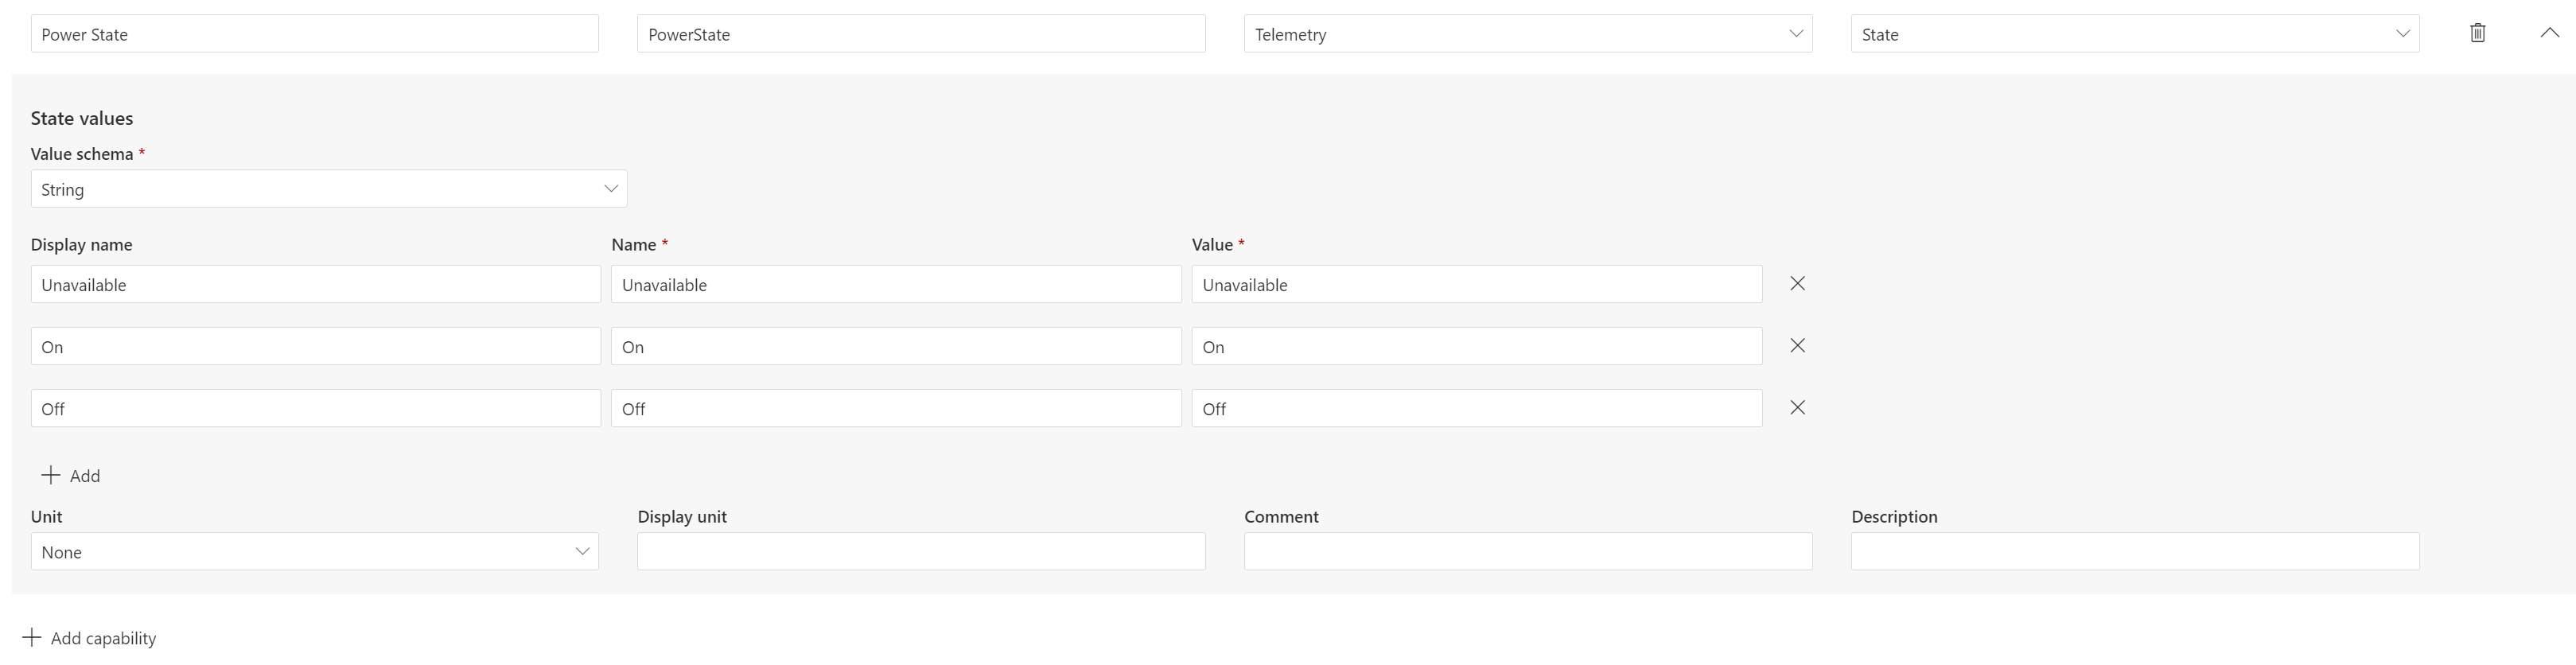 Power State PowerState Telemetry State
State values
Value schema *
String
Display name Name * Value *
Unavailable Unavailable Unavailable
On On On
Off Off Off
Add
Unit Display unit Comment Description
None
Add capability